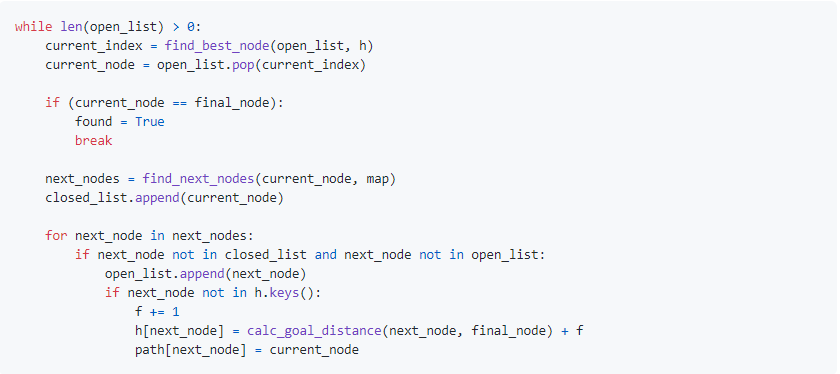 while len(open_list) > 0:
    current_index = find_best_node(open_list, h)
    current_node = open_list.pop(current_index)

    if (current_node == final_node):
        found = True
        break

    next_nodes = find_next_nodes(current_node, map)
    closed_list.append(current_node)

    for next_node in next_nodes:
        if next_node not in closed_list and next_node not in open_list:
            open_list.append(next_node)
            if next_node not in h.keys():
                f += 1
                h[next_node] = calc_goal_distance(next_node, final_node) + f
                path[next_node] = current_node